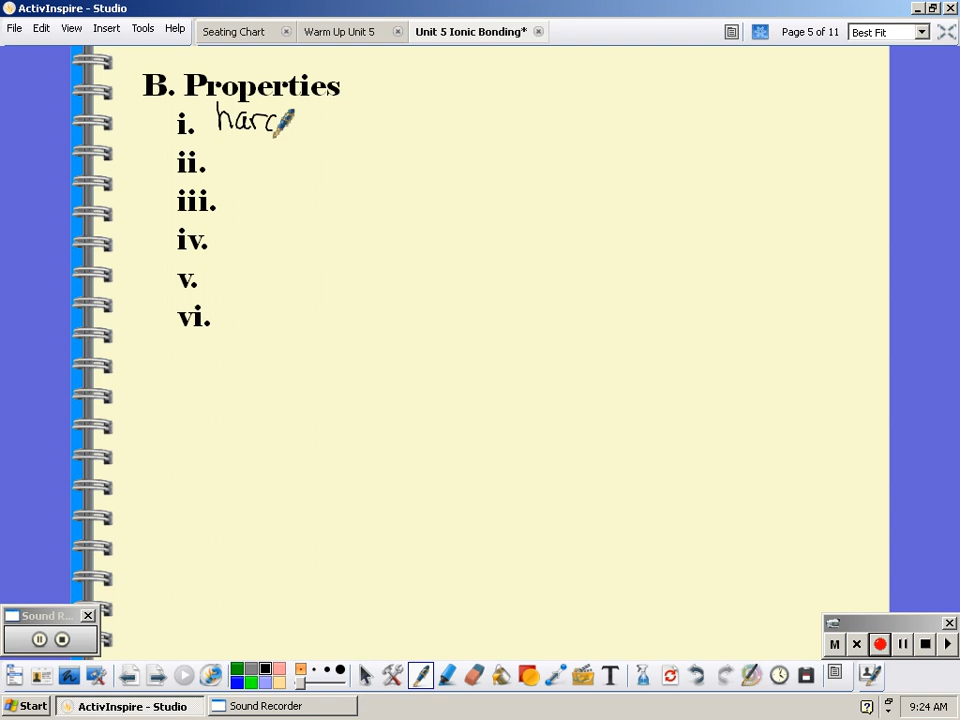 ActivInspire - Studio
File Edit View Insert Tools Help
Seating Chart
Warm Up Unit 5
Unit 5 Ionic Bonding*
Page 5 of 11
Best Fit
B. Properties
i. harc
ii.
iii.
iv.
v.
vi.
Sound R...
M
T
Start
ActivInspire - Studio
Sound Recorder
9:24 AM